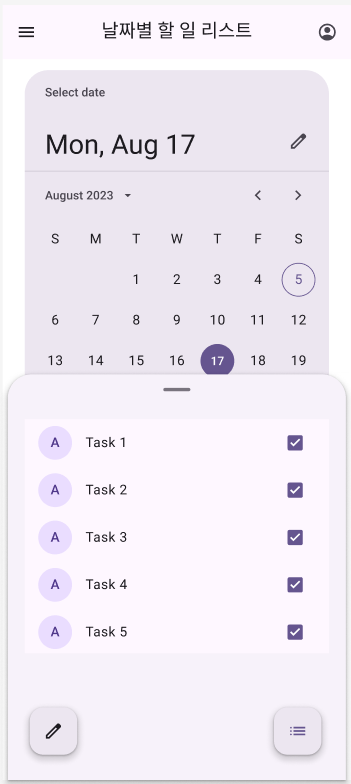 날짜별 할 일 리스트
Select date
Mon, Aug 17
August 2023
S M T W T F S
1 2 3 4 5
6 7 8 9 10 11 12
13 14 15 16 17 18 19
A Task 1
A Task 2
A Task 3
A Task 4
A Task 5